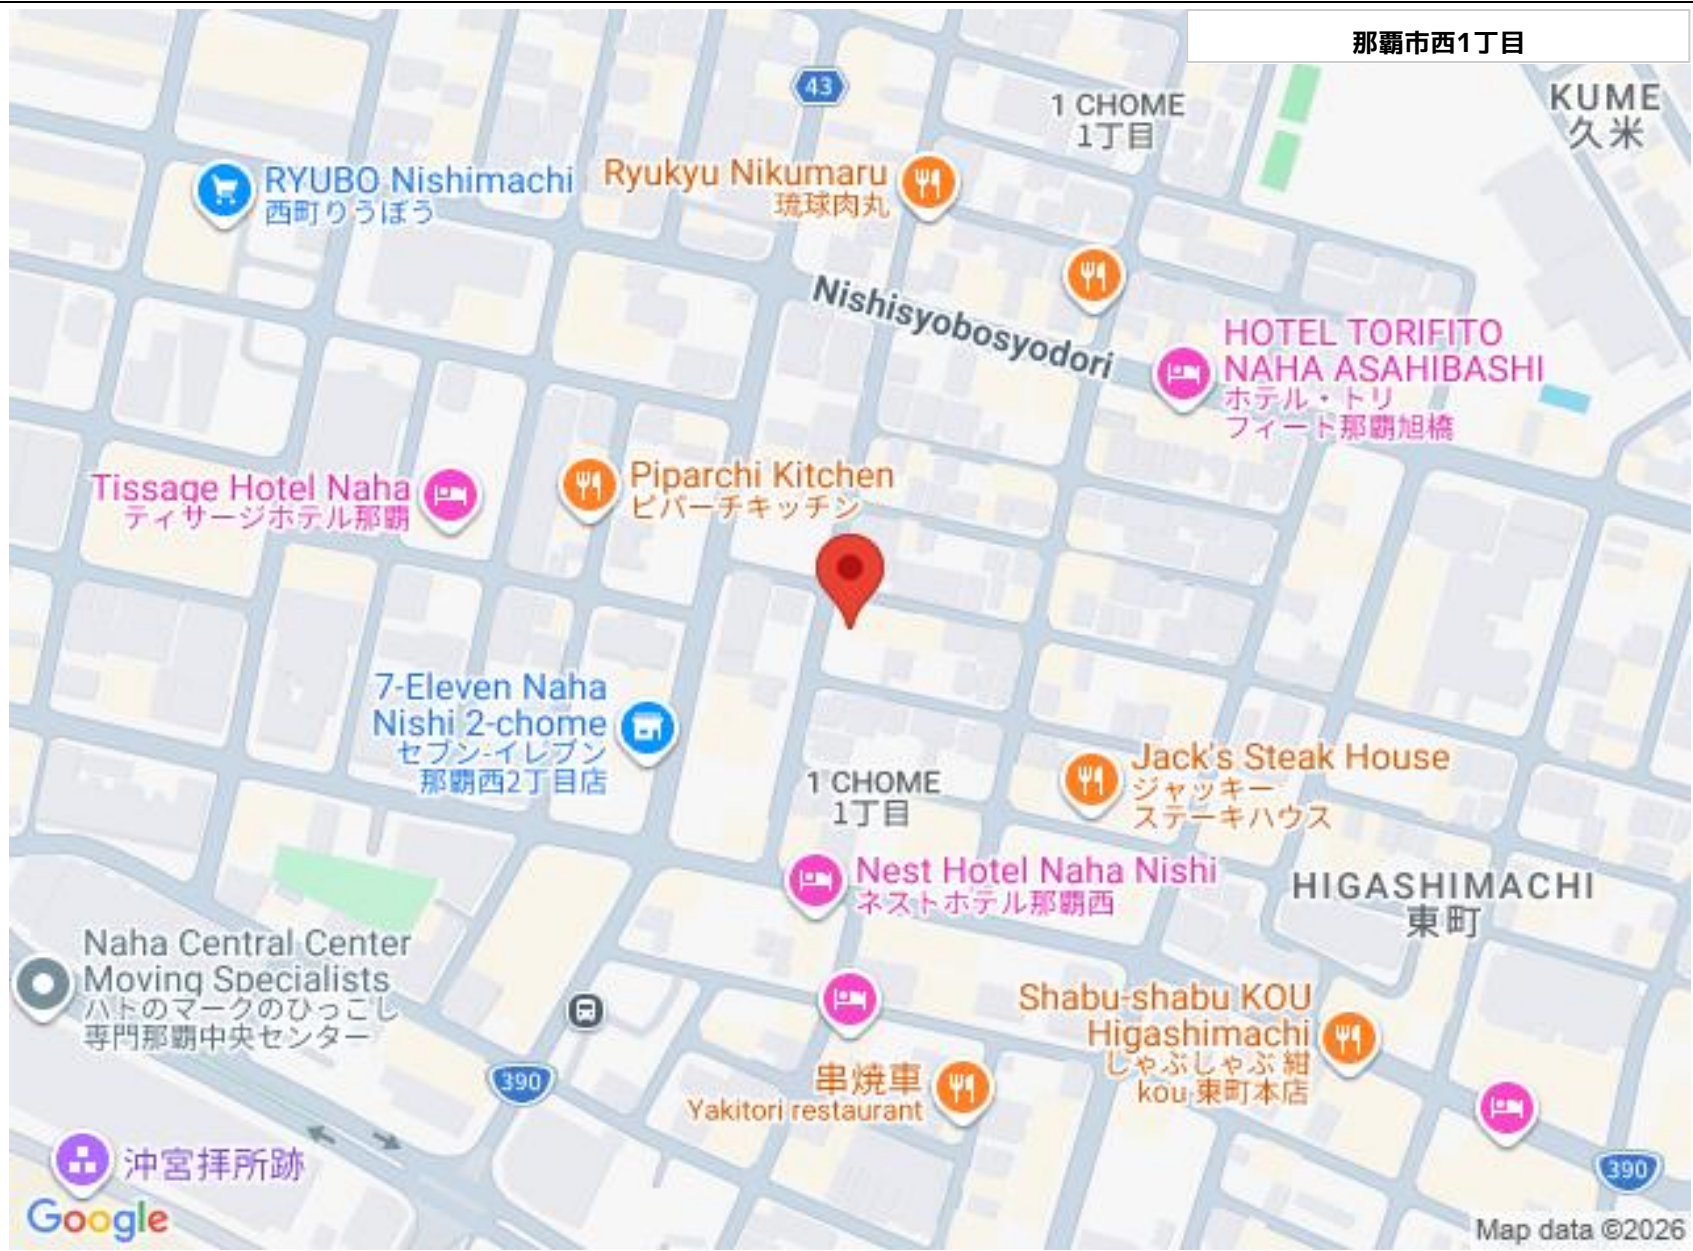 那覇市西1丁目
43
1 CHOME
1丁目
KUME
久米
RYUBO Nishimachi
西町りうぼう
Ryukyu Nikumaru
琉球肉丸
Nishisyobosyodori
HOTEL TORIFITO
NAHA ASAHIBASHI
ホテル・トリ
フィート那覇旭橋
Tissage Hotel Naha
ティサージホテル那覇
Piparchi Kitchen
ピパーチキッチン
7-Eleven Naha
Nishi 2-chome
セブン-イレブン
那覇西2丁目店
1 CHOME
1丁目
Jack's Steak House
ジャッキー
ステーキハウス
Nest Hotel Naha Nishi
ネストホテル那覇西
HIGASHIMACHI
東町
Naha Central Center
Moving Specialists
ハトのマークのひっこし
専門那覇中央センター
Shabu-shabu KOU
Higashimachi
しゃぶしゃぶ 紺
kou 東町本店
390
串焼車
Yakitori restaurant
沖宮拝所跡
390
Google
Map data ©2026